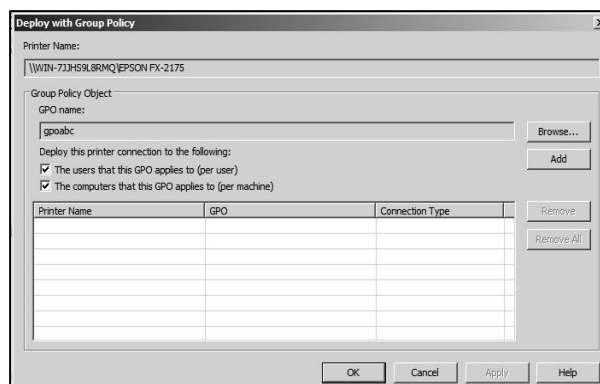 Deploy with Group Policy
Printer Name:
\\WIN-7JJHS9L8RMQ\EPSON FX-2175
Group Policy Object
GPO name:
gpoabc
Browse...
Deploy this printer connection to the following:
Add
The users that this GPO applies to (per user)
The computers that this GPO applies to (per machine)
Printer Name GPO Connection Type
Remove
Remove All
OK Cancel Apply Help